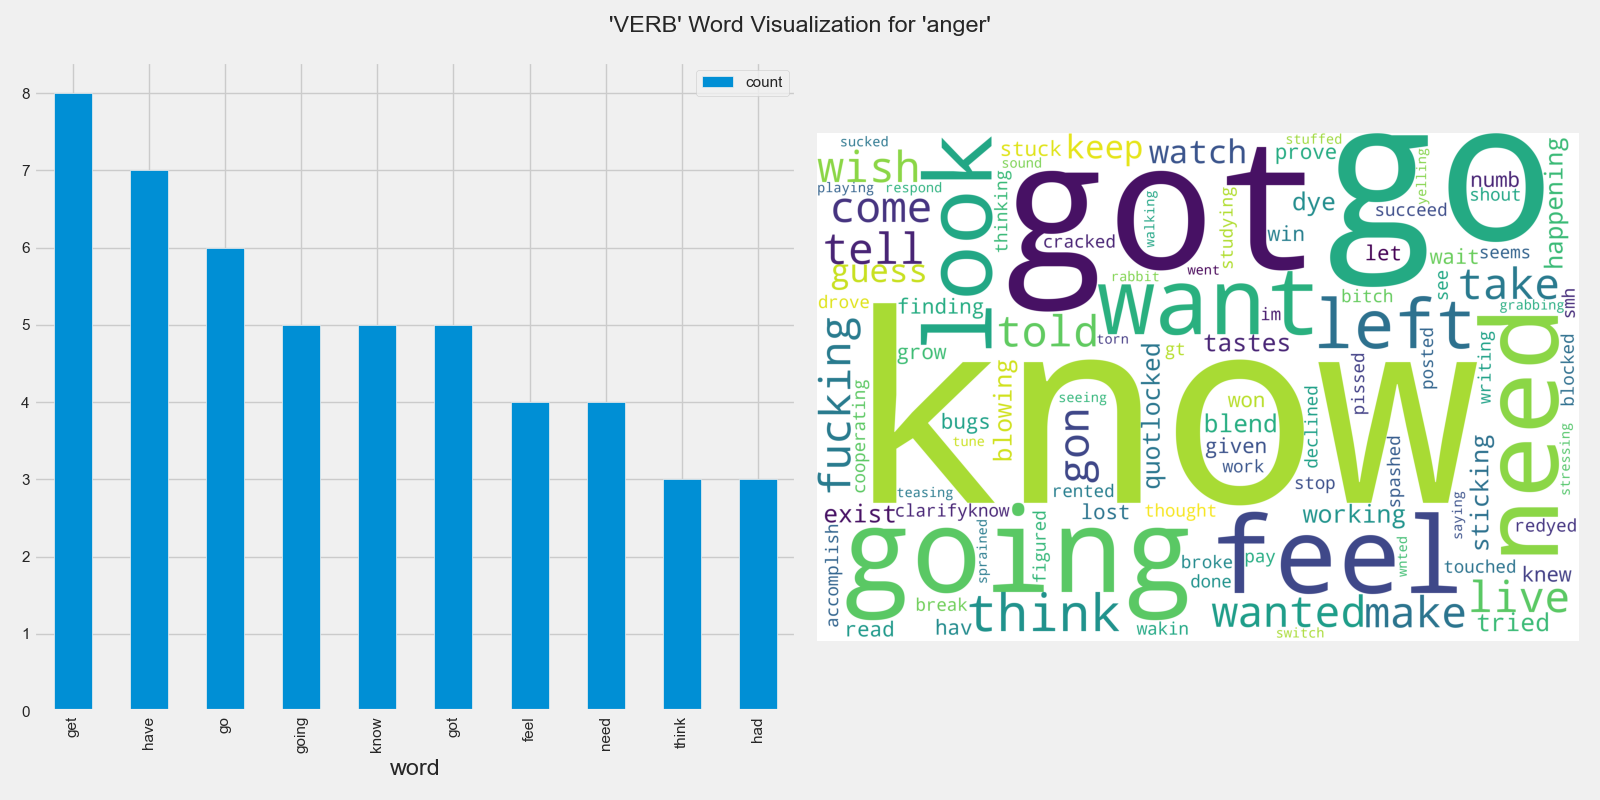 'VERB' Word Visualization for 'anger'
count
8
7
6
5
4
3
2
1
0
get
have
go
going
know
got
feel
need
think
had
word
sucked
wish
playing
respond
come
tell
guess
drove
finding
look
stuck
sound
thinking
keep
watch
got
cracked
walking
went
rabbit
studying
prove
dye
win
succeed
go
stuffed
yelling
numb
shout
let
wait
seems
happening
bitch
see
take
grabbing
smh
want
im
told
torn
gt
tastes
left
posted
pissed
need
writing
blocked
fucking
grow
cooperating
know
bugs
tune
blowing
seeing
gon
quotlocked
won
blend
given
work
declined
stop
spashed
sticking
stressing
saying
redyed
teasing
exist
clarifyknow
rented
lost
thought
working
accomplish
going
sprained
figured
broke
pay
done
feel
wnted
touched
knew
break
think
read
hav
wakin
wanted
switch
make
live
tried